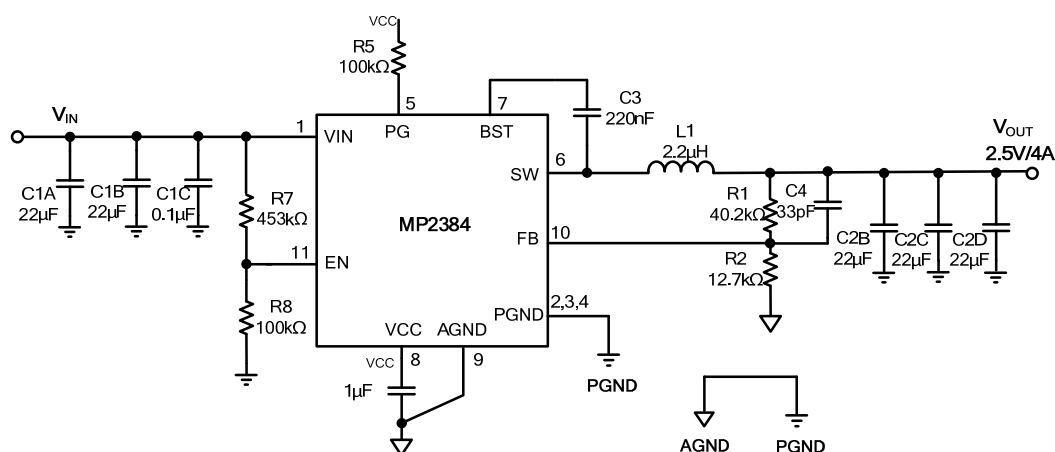 VCC
R5
100kΩ
5
7
C3
220nF
VIN
1
VIN
PG
BST
L1
2.2µH
VOUT
2.5V/4A
6
SW
C1A
22µF
C1B
22µF
C1C
0.1µF
R7
453kΩ
MP2384
R1
40.2kΩ
C4
33pF
FB
10
C2B
22µF
C2C
22µF
C2D
22µF
11
EN
R2
12.7kΩ
R8
100kΩ
2,3,4
PGND
VCC
AGND
VCC
8
9
PGND
1µF
AGND
PGND